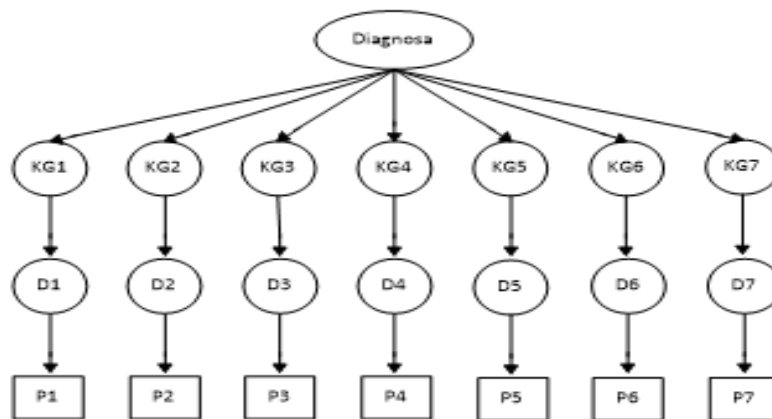 Diagnosa
KG1 KG2 KG3 KG4 KG5 KG6 KG7
D1 D2 D3 D4 D5 D6 D7
P1 P2 P3 P4 P5 P6 P7